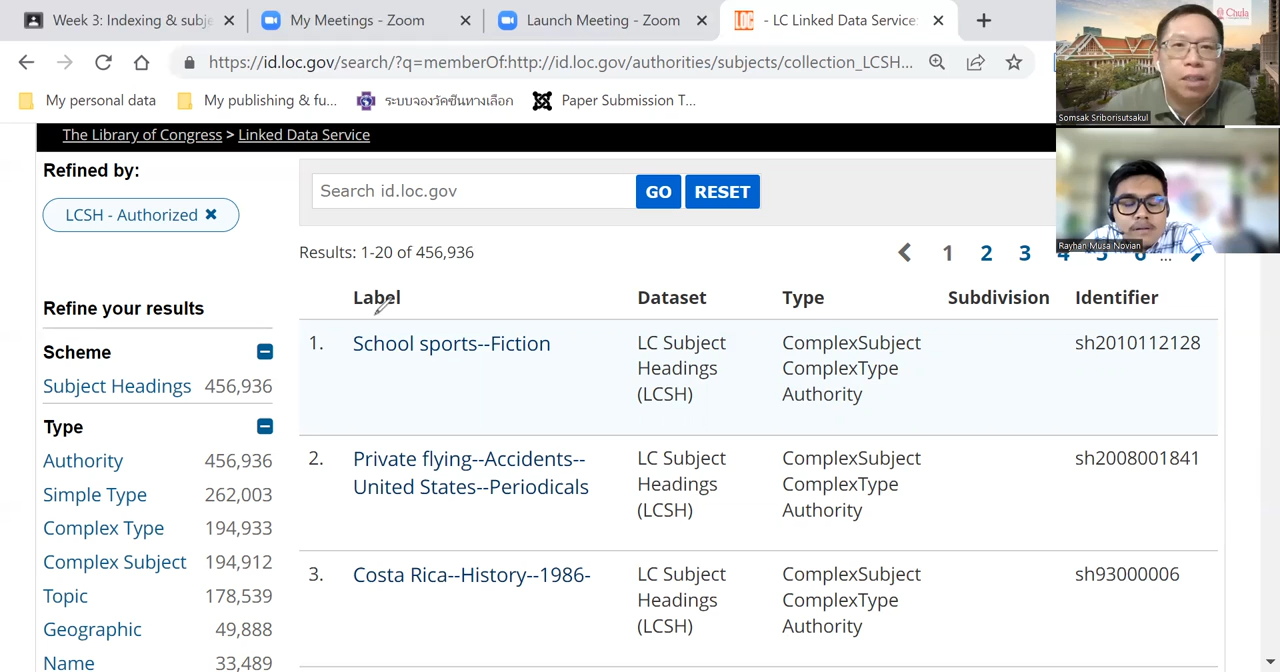 Week 3: Indexing & subje
My Meetings - Zoom
Launch Meeting - Zoom
LOC
- LC Linked Data Service:
https://id.loc.gov/search/?q=memberOf:http://id.loc.gov/authorities/subjects/collection_LCSH...
My personal data
My publishing & fu...
ระบบจองวัคซีนทางเลือก
Paper Submission T...
Chula
Somsak Sriborisutsakul
Rayhan Musa Novian
The Library of Congress > Linked Data Service
Refined by:
LCSH - Authorized ✖
Search id.loc.gov
GO
RESET
Results: 1-20 of 456,936
1 2 3 4 5 6 ...
Refine your results
Scheme
Subject Headings 456,936
Type
Authority 456,936
Simple Type 262,003
Complex Type 194,933
Complex Subject 194,912
Topic 178,539
Geographic 49,888
Name 33,489
Label Dataset Type Subdivision Identifier
1. School sports--Fiction LC Subject ComplexSubject sh2010112128
Headings ComplexType
(LCSH) Authority
2. Private flying--Accidents-- LC Subject ComplexSubject sh2008001841
United States--Periodicals Headings ComplexType
(LCSH) Authority
3. Costa Rica--History--1986- LC Subject ComplexSubject sh93000006
Headings ComplexType
(LCSH) Authority